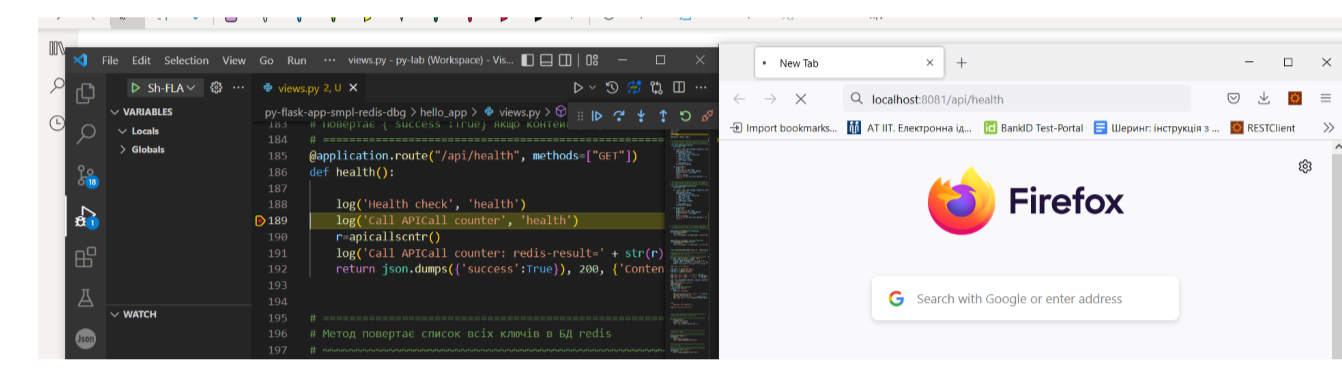 File Edit Selection View Go Run ··· views.py - py-lab (Workspace) - Vis...
Sh-FLA
views.py 2, U
VARIABLES
Locals
Globals
WATCH
18
1
Json
py-flask-app-smpl-redis-dbg > hello_app > views.py >
183 # Повертає { success :True} якщо контей
184 #
185 @application.route("/api/health", methods=["GET"])
186 def health():
187
188 log('Health check', 'health')
189 log('Call APICall counter', 'health')
190 r=apicallscntr()
191 log('Call APICall counter: redis-result=' + str(r)
192 return json.dumps({'success':True}), 200, {'Conten
193
194
195 #
196 # Метод повертає список всіх ключів в БД redis
197 #
New Tab
localhost:8081/api/health
Import bookmarks... АТ ІІТ. Електронна ід... BankID Test-Portal Шеринг: інструкція з ... RESTClient
Firefox
Search with Google or enter address